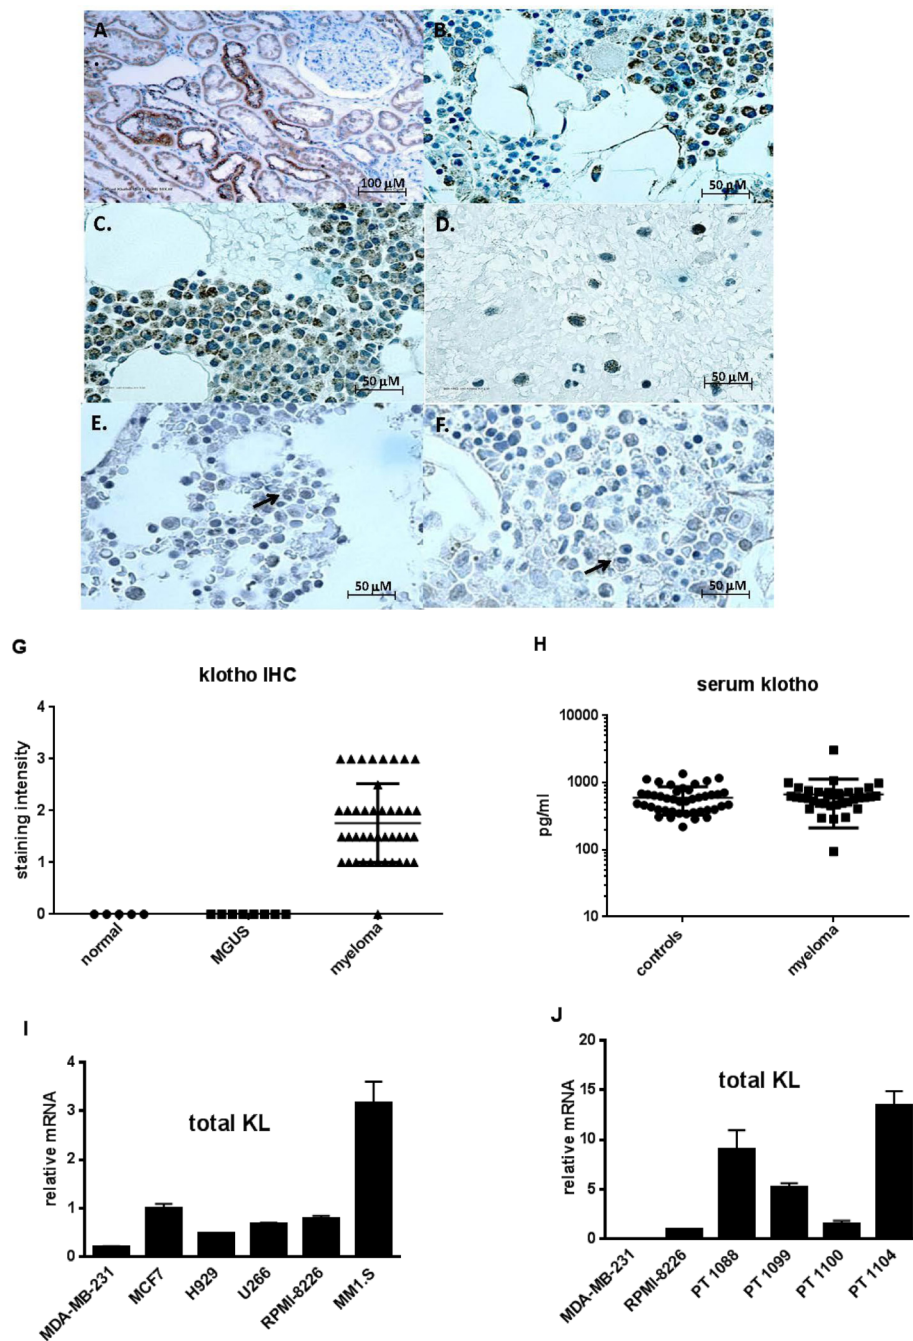 A
.
100 µM
B.
50 nM
C.
50 µM
D.
50 µM
E.
50 µM
F.
50 µM
G
klotho IHC
staining intensity
4
3
2
1
0
normal
MGUS
myeloma
H
serum klotho
pg/ml
10000
1000
100
10
controls
myeloma
I
total KL
relative mRNA
4
3
2
1
0
MDA-MB-231
MCF7
H929
U266
RPMI-8226
MM1.S
J
total KL
relative mRNA
20
15
10
5
0
MDA-MB-231
RPMI-8226
PT 1088
PT 1099
PT 1100
PT 1104